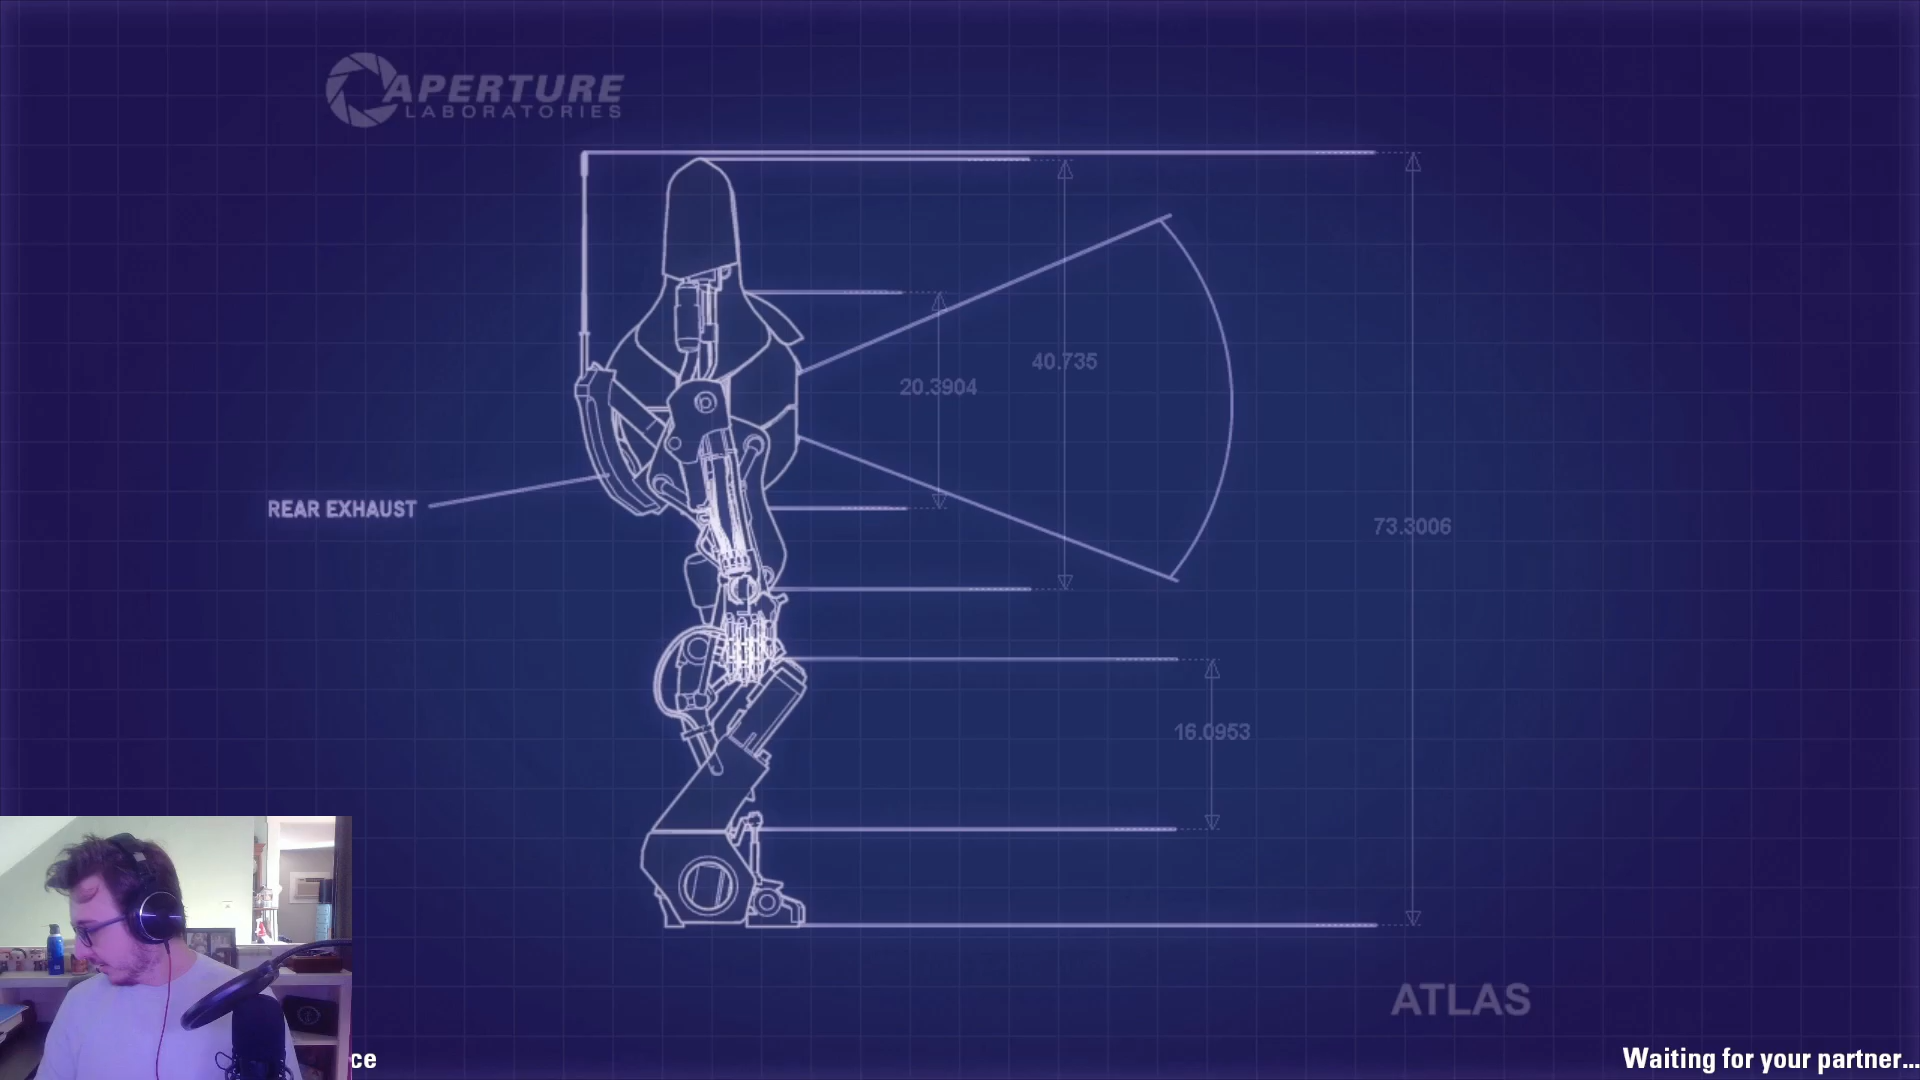 APERTURE
LABORATORIES
40.735
20.3904
REAR EXHAUST
73.3006
16.0953
ATLAS
ce
Waiting for your partner...